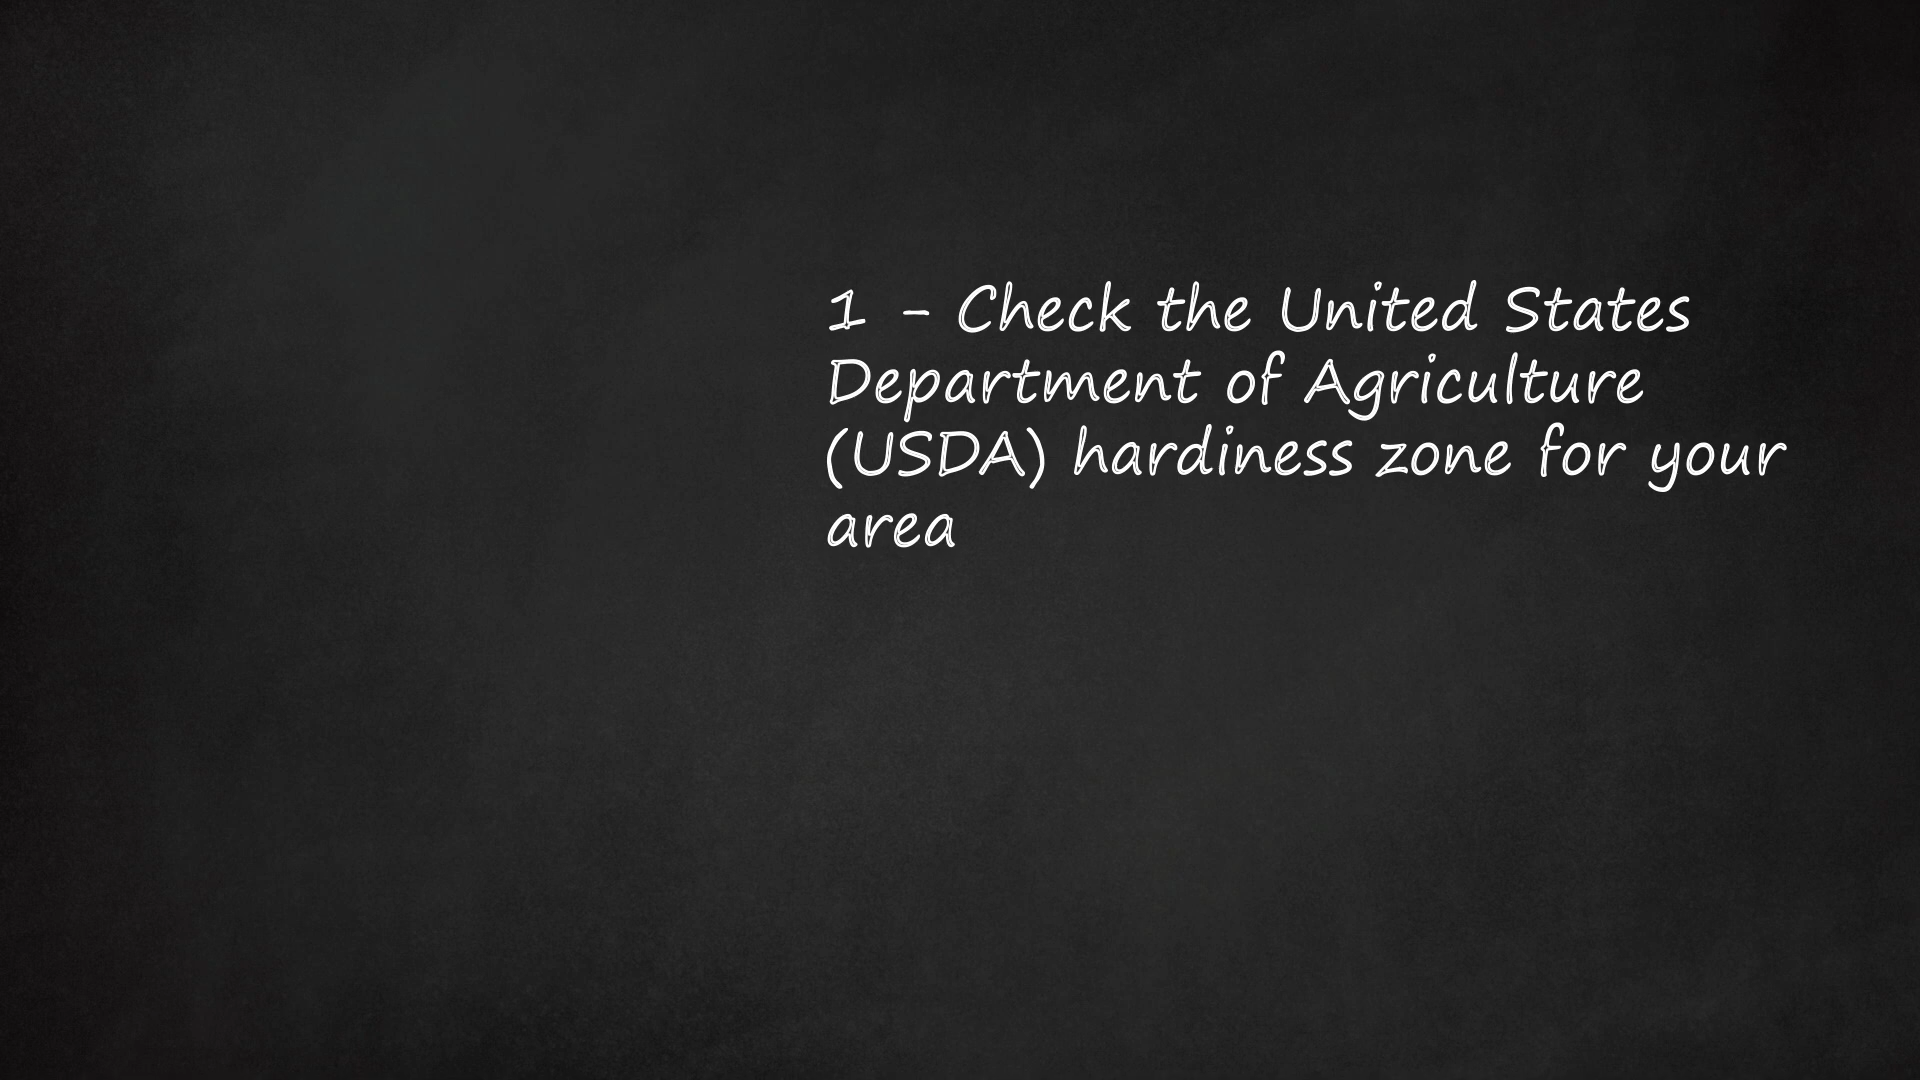 1 - Check the United States
Department of Agriculture
(USDA) hardiness zone for your
area